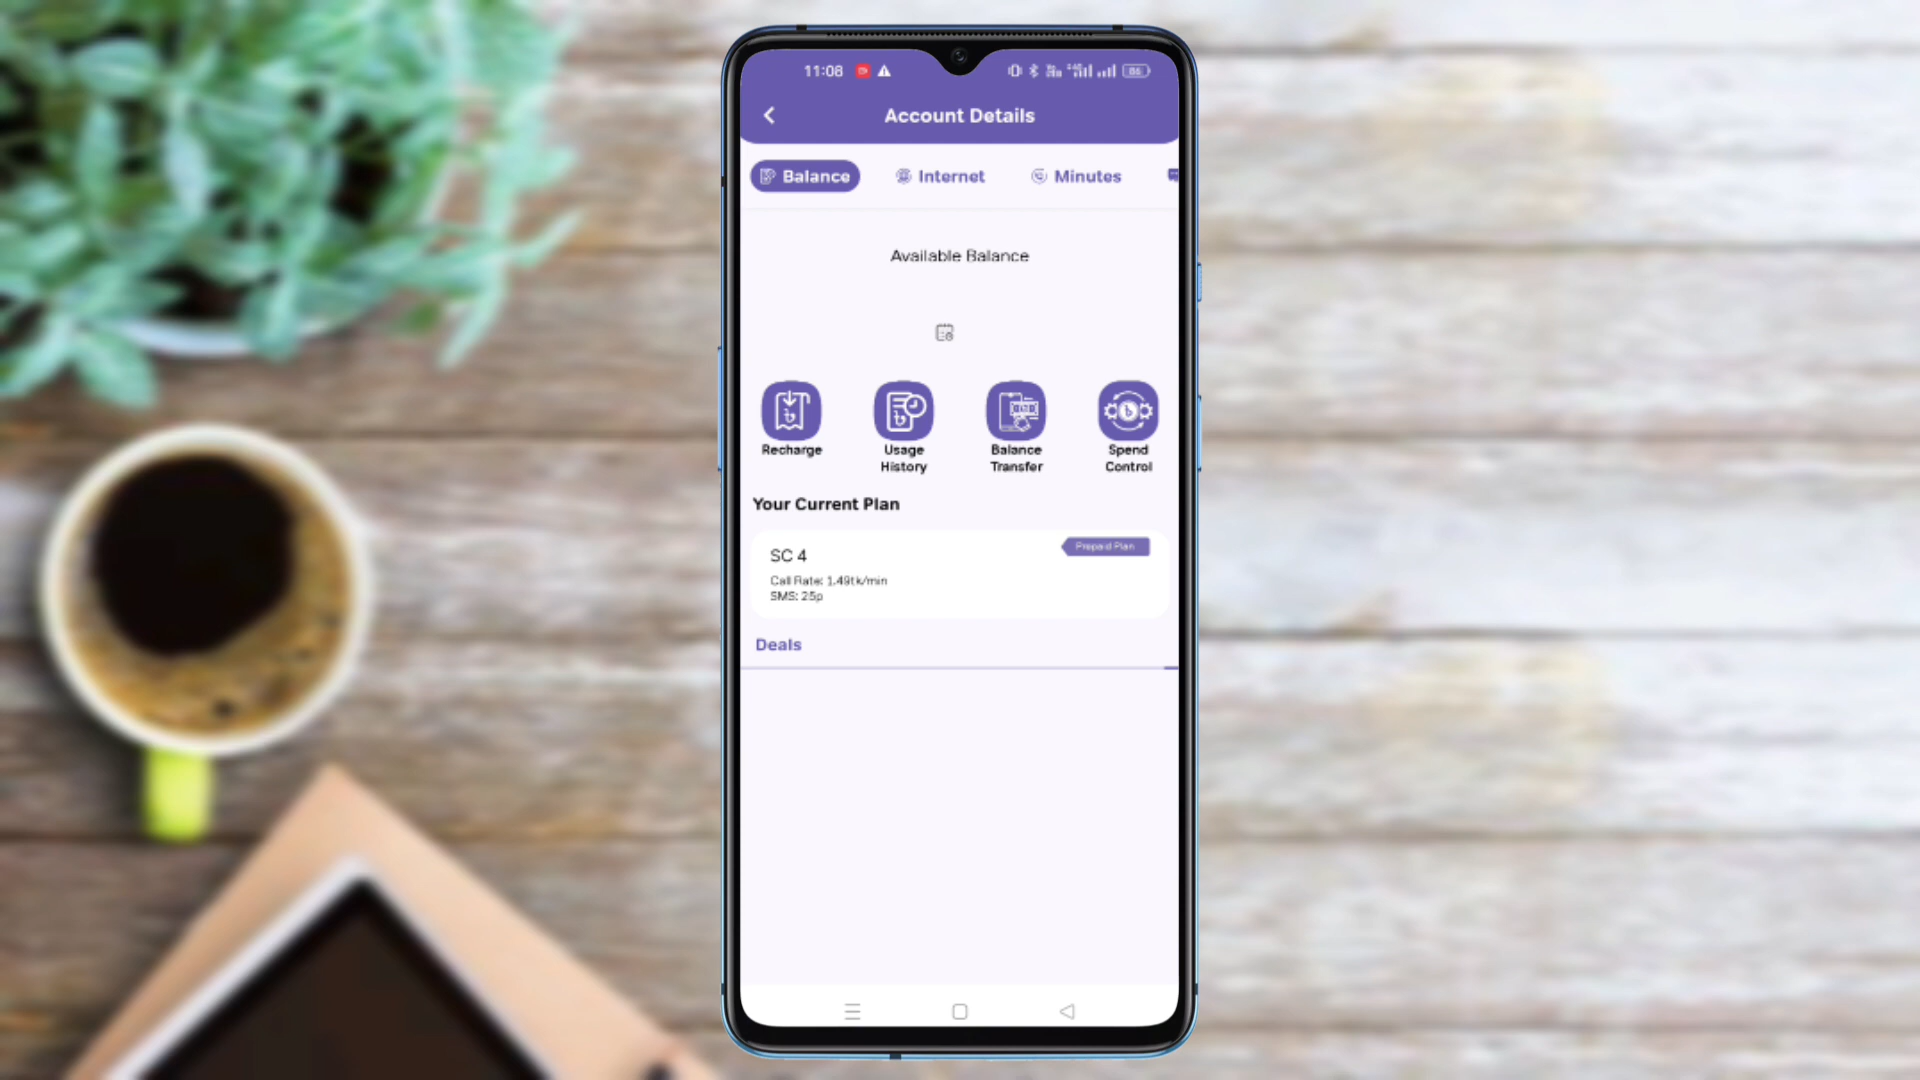 11:08
86
Account Details
Balance
Internet
Minutes
Available Balance
Recharge
Usage
History
Balance
Transfer
Spend
Control
Your Current Plan
SC 4
Prepaid Plan
Call Rate: 1.49tk/min
SMS: 25p
Deals